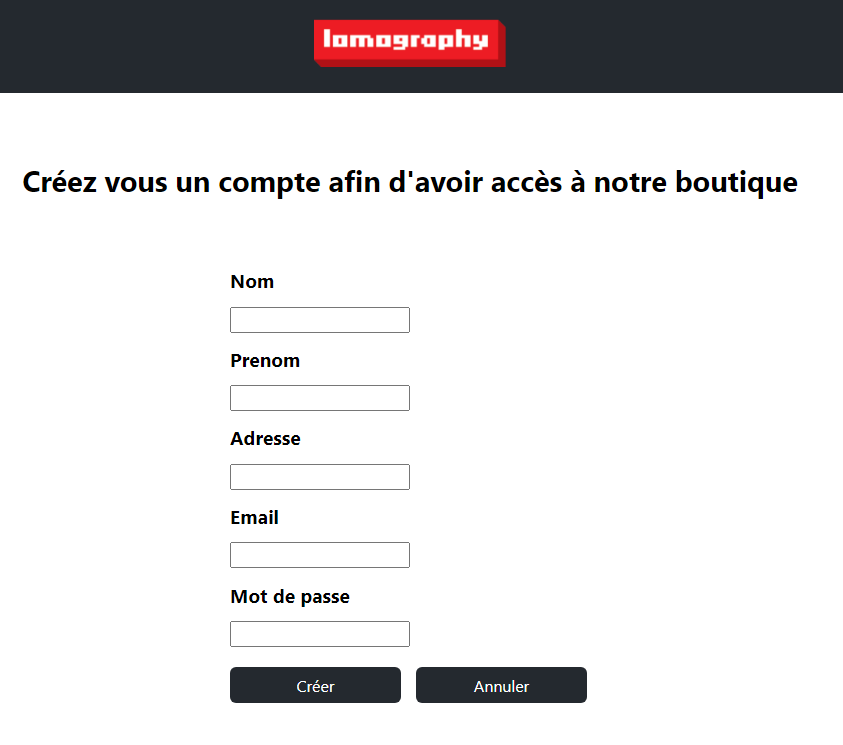 lomography
Créez vous un compte afin d'avoir accès à notre boutique
Nom
Prenom
Adresse
Email
Mot de passe
Créer Annuler